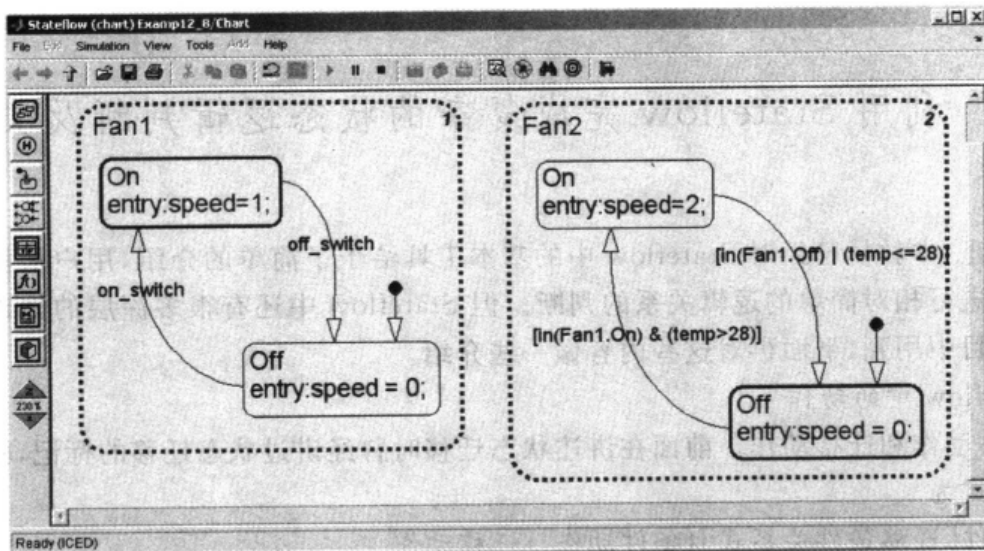 Stateflow (chart) Examp12_8/Chart
File Edit Simulation View Tools Add Help
Fan1
1
On
entry:speed=1;
off_switch
on_switch
Off
entry:speed = 0;
Fan2
2
On
entry:speed=2;
[in(Fan1.Off) | (temp<=28)]
[in(Fan1.On) & (temp>28)]
Off
entry:speed = 0;
230%
Ready (ICED)